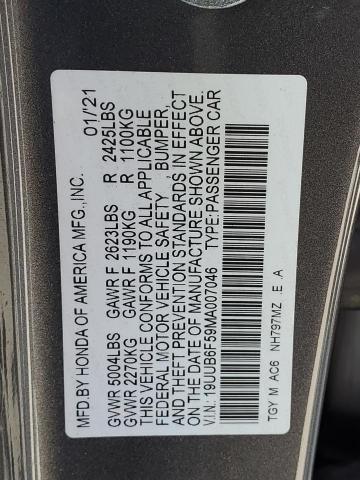 MFD.BY HONDA OF AMERICA MFG.,INC. 01/'21
GVWR 5004LBS GAWR F 2623LBS R 2425LBS
GVWR 2270KG GAWR F 1190KG R 1100KG
THIS VEHICLE CONFORMS TO ALL APPLICABLE
FEDERAL MOTOR VEHICLE SAFETY, BUMPER,
AND THEFT PREVENTION STANDARDS IN EFFECT
ON THE DATE OF MANUFACTURE SHOWN ABOVE.
V.I.N.: 19UUB6F59MA007046 TYPE:PASSENGER CAR
TGY M AC6 NH797MZ E .A